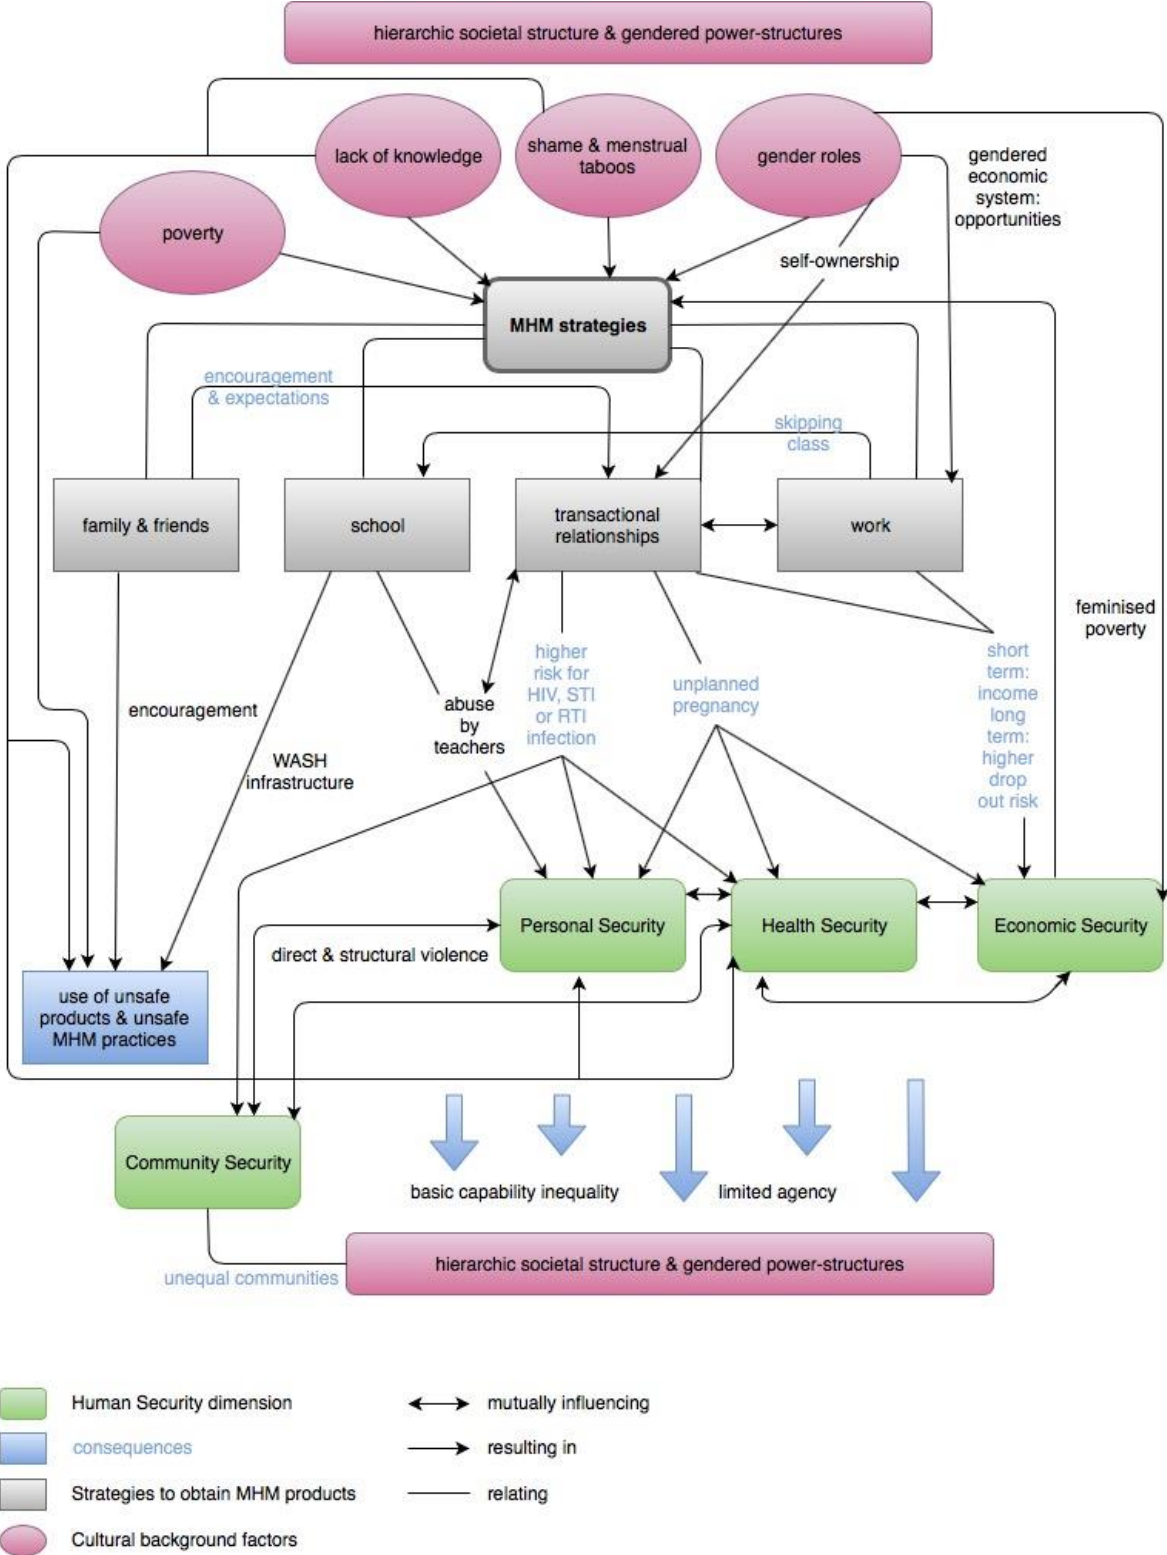 hierarchic societal structure & gendered power-structures
lack of knowledge
shame & menstrual
taboos
gender roles
gendered
economic
system:
opportunities
poverty
self-ownership
MHM strategies
encouragement
& expectations
skipping
class
family & friends
school
transactional
relationships
work
feminised
poverty
higher
risk for
HIV, STI
or RTI
infection
unplanned
pregnancy
short
term:
income
long
term:
higher
drop
out risk
encouragement
abuse
by
teachers
WASH
infrastructure
Personal Security
Health Security
Economic Security
direct & structural violence
use of unsafe
products & unsafe
MHM practices
Community Security
basic capability inequality
limited agency
hierarchic societal structure & gendered power-structures
unequal communities
Human Security dimension
mutually influencing
consequences
resulting in
Strategies to obtain MHM products
relating
Cultural background factors